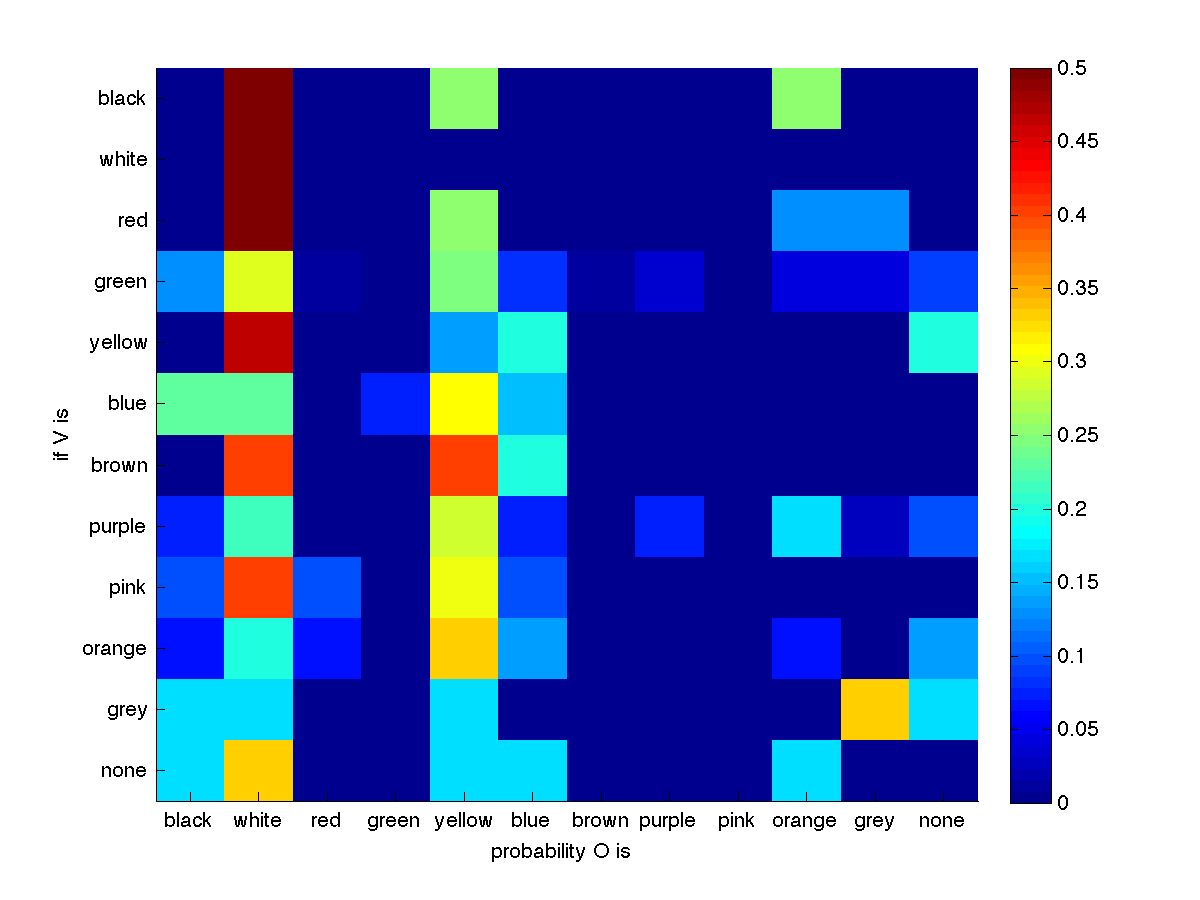 black
white
red
green
yellow
blue
brown
purple
pink
orange
grey
none
if V is
black white red green yellow blue brown purple pink orange grey none
probability O is
0.5
0.45
0.4
0.35
0.3
0.25
0.2
0.15
0.1
0.05
0